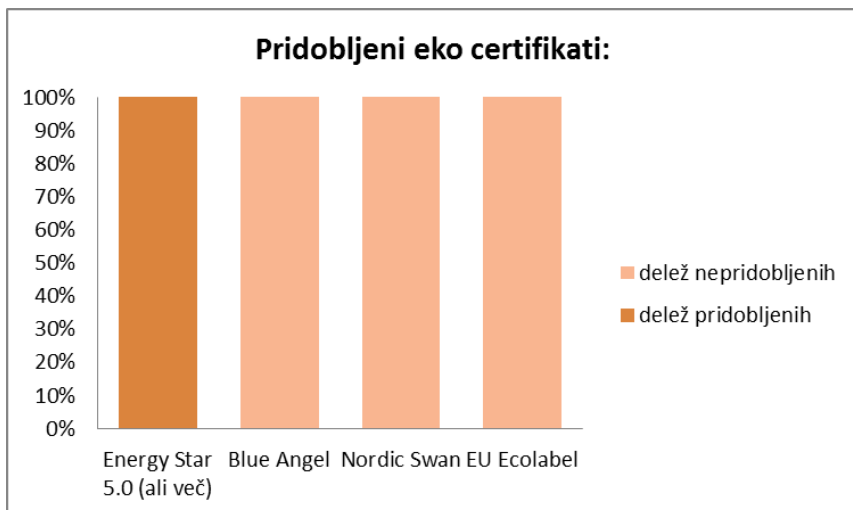 Pridobljeni eko certifikati:
100%
90%
80%
70%
60%
50%
40%
30%
20%
10%
0%
delež nepridobljenih
delež pridobljenih
Energy Star
5.0 (ali več)
Blue Angel
Nordic Swan
EU Ecolabel